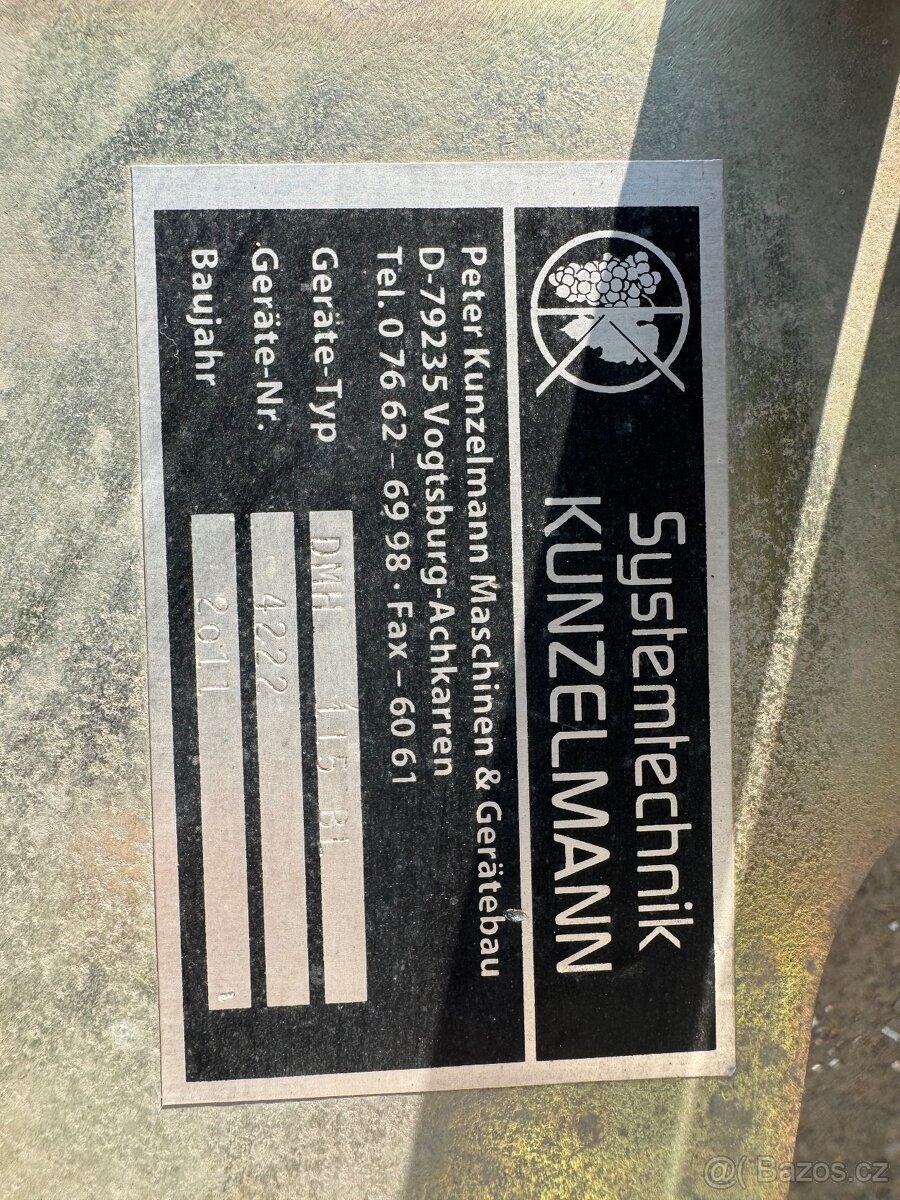 Systemtechnik
KUNZELMANN
Peter Kunzelmann Maschinen & Gerätebau
D-79235 Vogtsburg-Achkarren
Tel. 0 76 62 – 69 98 · Fax – 60 61
Geräte-Typ DMH 115 BL
Geräte-Nr. 4222
Baujahr 2011
@( Bazos.cz